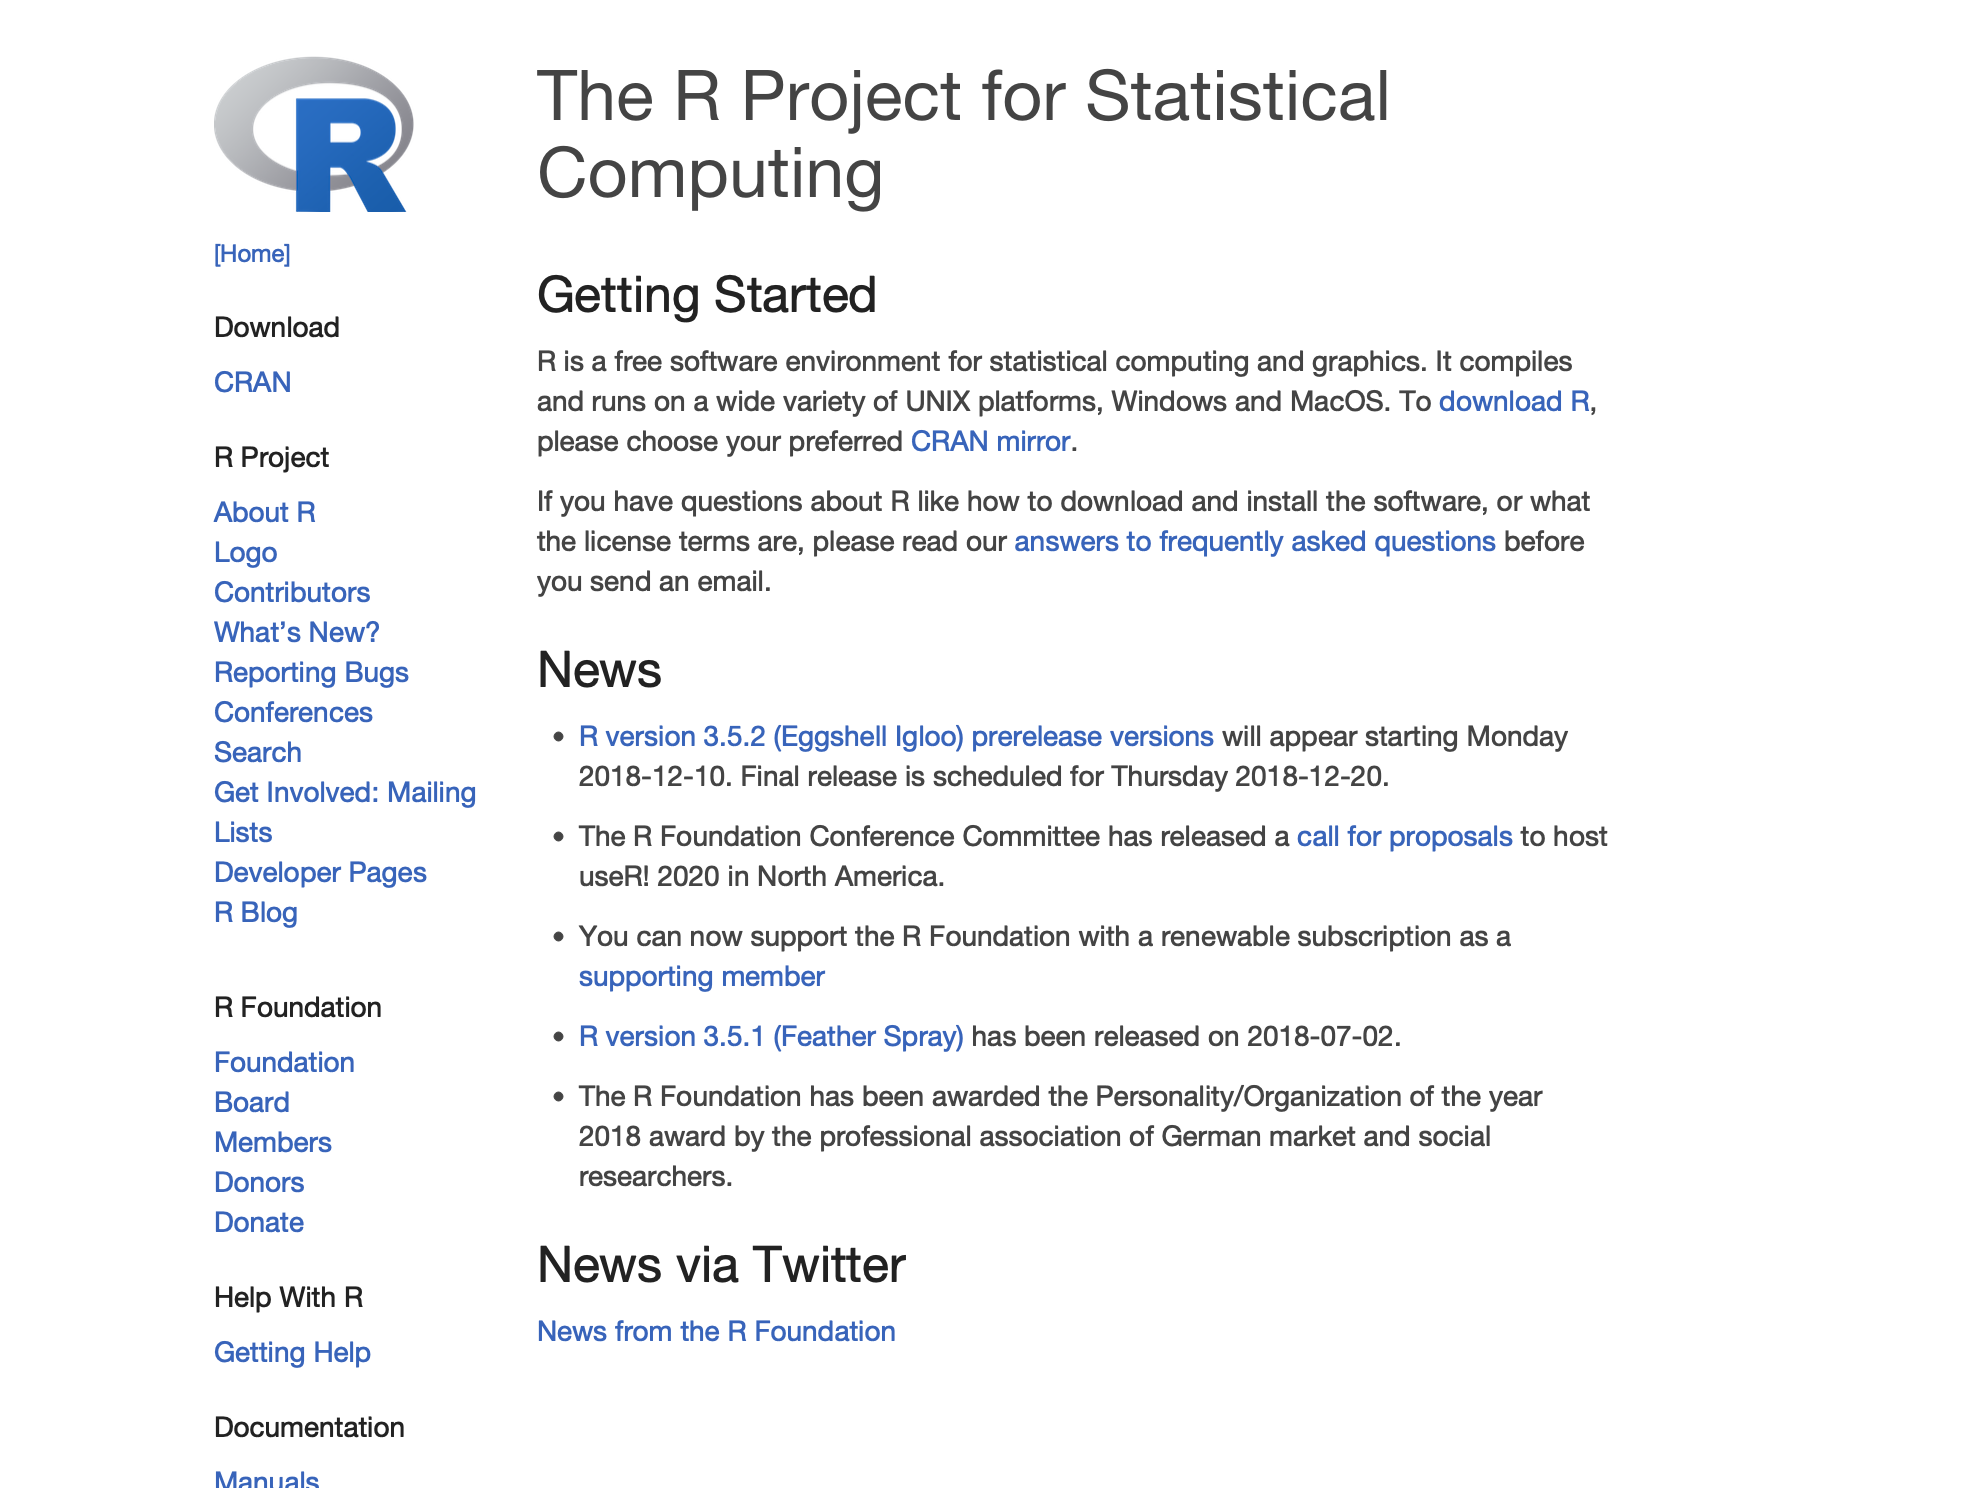 R
[Home]
Download
CRAN
R Project
About R
Logo
Contributors
What’s New?
Reporting Bugs
Conferences
Search
Get Involved: Mailing
Lists
Developer Pages
R Blog
R Foundation
Foundation
Board
Members
Donors
Donate
Help With R
Getting Help
Documentation
Manuals
The R Project for Statistical
Computing
Getting Started
R is a free software environment for statistical computing and graphics. It compiles
and runs on a wide variety of UNIX platforms, Windows and MacOS. To download R,
please choose your preferred CRAN mirror.
If you have questions about R like how to download and install the software, or what
the license terms are, please read our answers to frequently asked questions before
you send an email.
News
• R version 3.5.2 (Eggshell Igloo) prerelease versions will appear starting Monday
2018-12-10. Final release is scheduled for Thursday 2018-12-20.
• The R Foundation Conference Committee has released a call for proposals to host
useR! 2020 in North America.
• You can now support the R Foundation with a renewable subscription as a
supporting member
• R version 3.5.1 (Feather Spray) has been released on 2018-07-02.
• The R Foundation has been awarded the Personality/Organization of the year
2018 award by the professional association of German market and social
researchers.
News via Twitter
News from the R Foundation